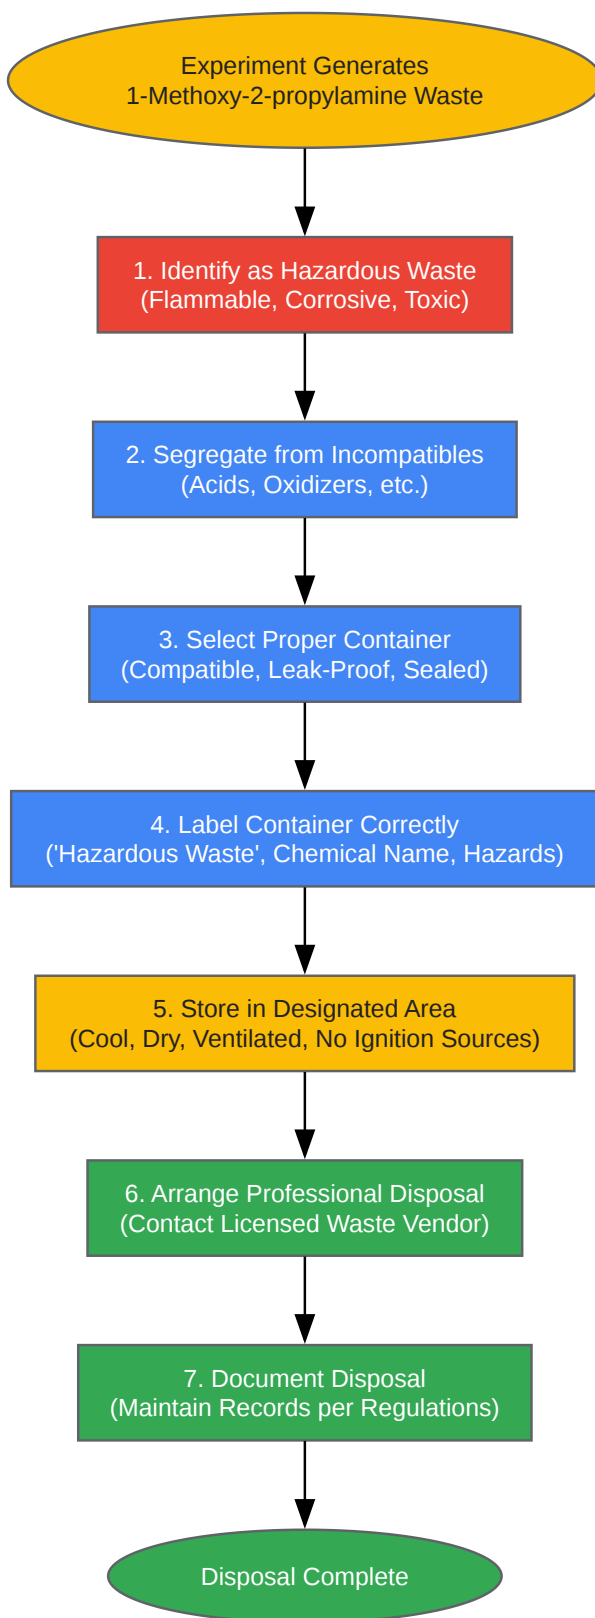 Experiment Generates
1-Methoxy-2-propylamine Waste
1. Identify as Hazardous Waste
(Flammable, Corrosive, Toxic)
2. Segregate from Incompatibles
(Acids, Oxidizers, etc.)
3. Select Proper Container
(Compatible, Leak-Proof, Sealed)
4. Label Container Correctly
('Hazardous Waste', Chemical Name, Hazards)
5. Store in Designated Area
(Cool, Dry, Ventilated, No Ignition Sources)
6. Arrange Professional Disposal
(Contact Licensed Waste Vendor)
7. Document Disposal
(Maintain Records per Regulations)
Disposal Complete